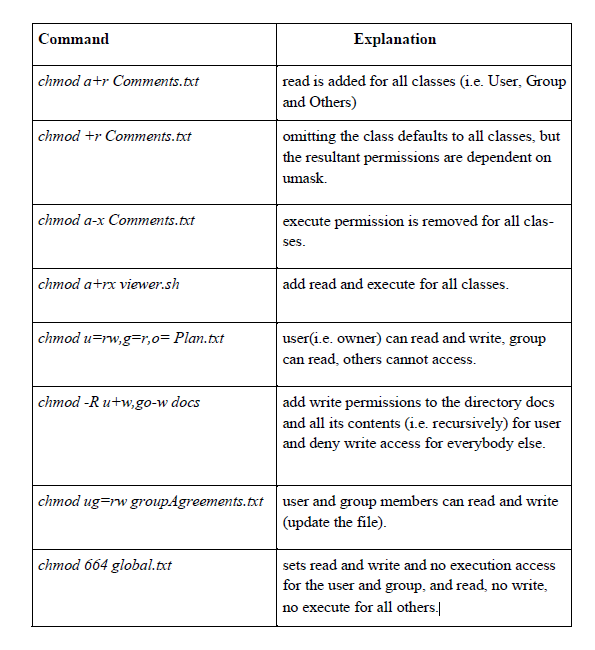 Command
Explanation
chmod a+r Comments.txt
read is added for all classes (i.e. User, Group
and Others)
chmod +r Comments.txt
omitting the class defaults to all classes, but
the resultant permissions are dependent on
umask.
chmod a-x Comments.txt
execute permission is removed for all clas-
ses.
chmod a+rx viewer.sh
add read and execute for all classes.
chmod u=rw,g=r,o= Plan.txt
user(i.e. owner) can read and write, group
can read, others cannot access.
chmod -R u+w,go-w docs
add write permissions to the directory docs
and all its contents (i.e. recursively) for user
and deny write access for everybody else.
chmod ug=rw groupAgreements.txt
user and group members can read and write
(update the file).
chmod 664 global.txt
sets read and write and no execution access
for the user and group, and read, no write,
no execute for all others.